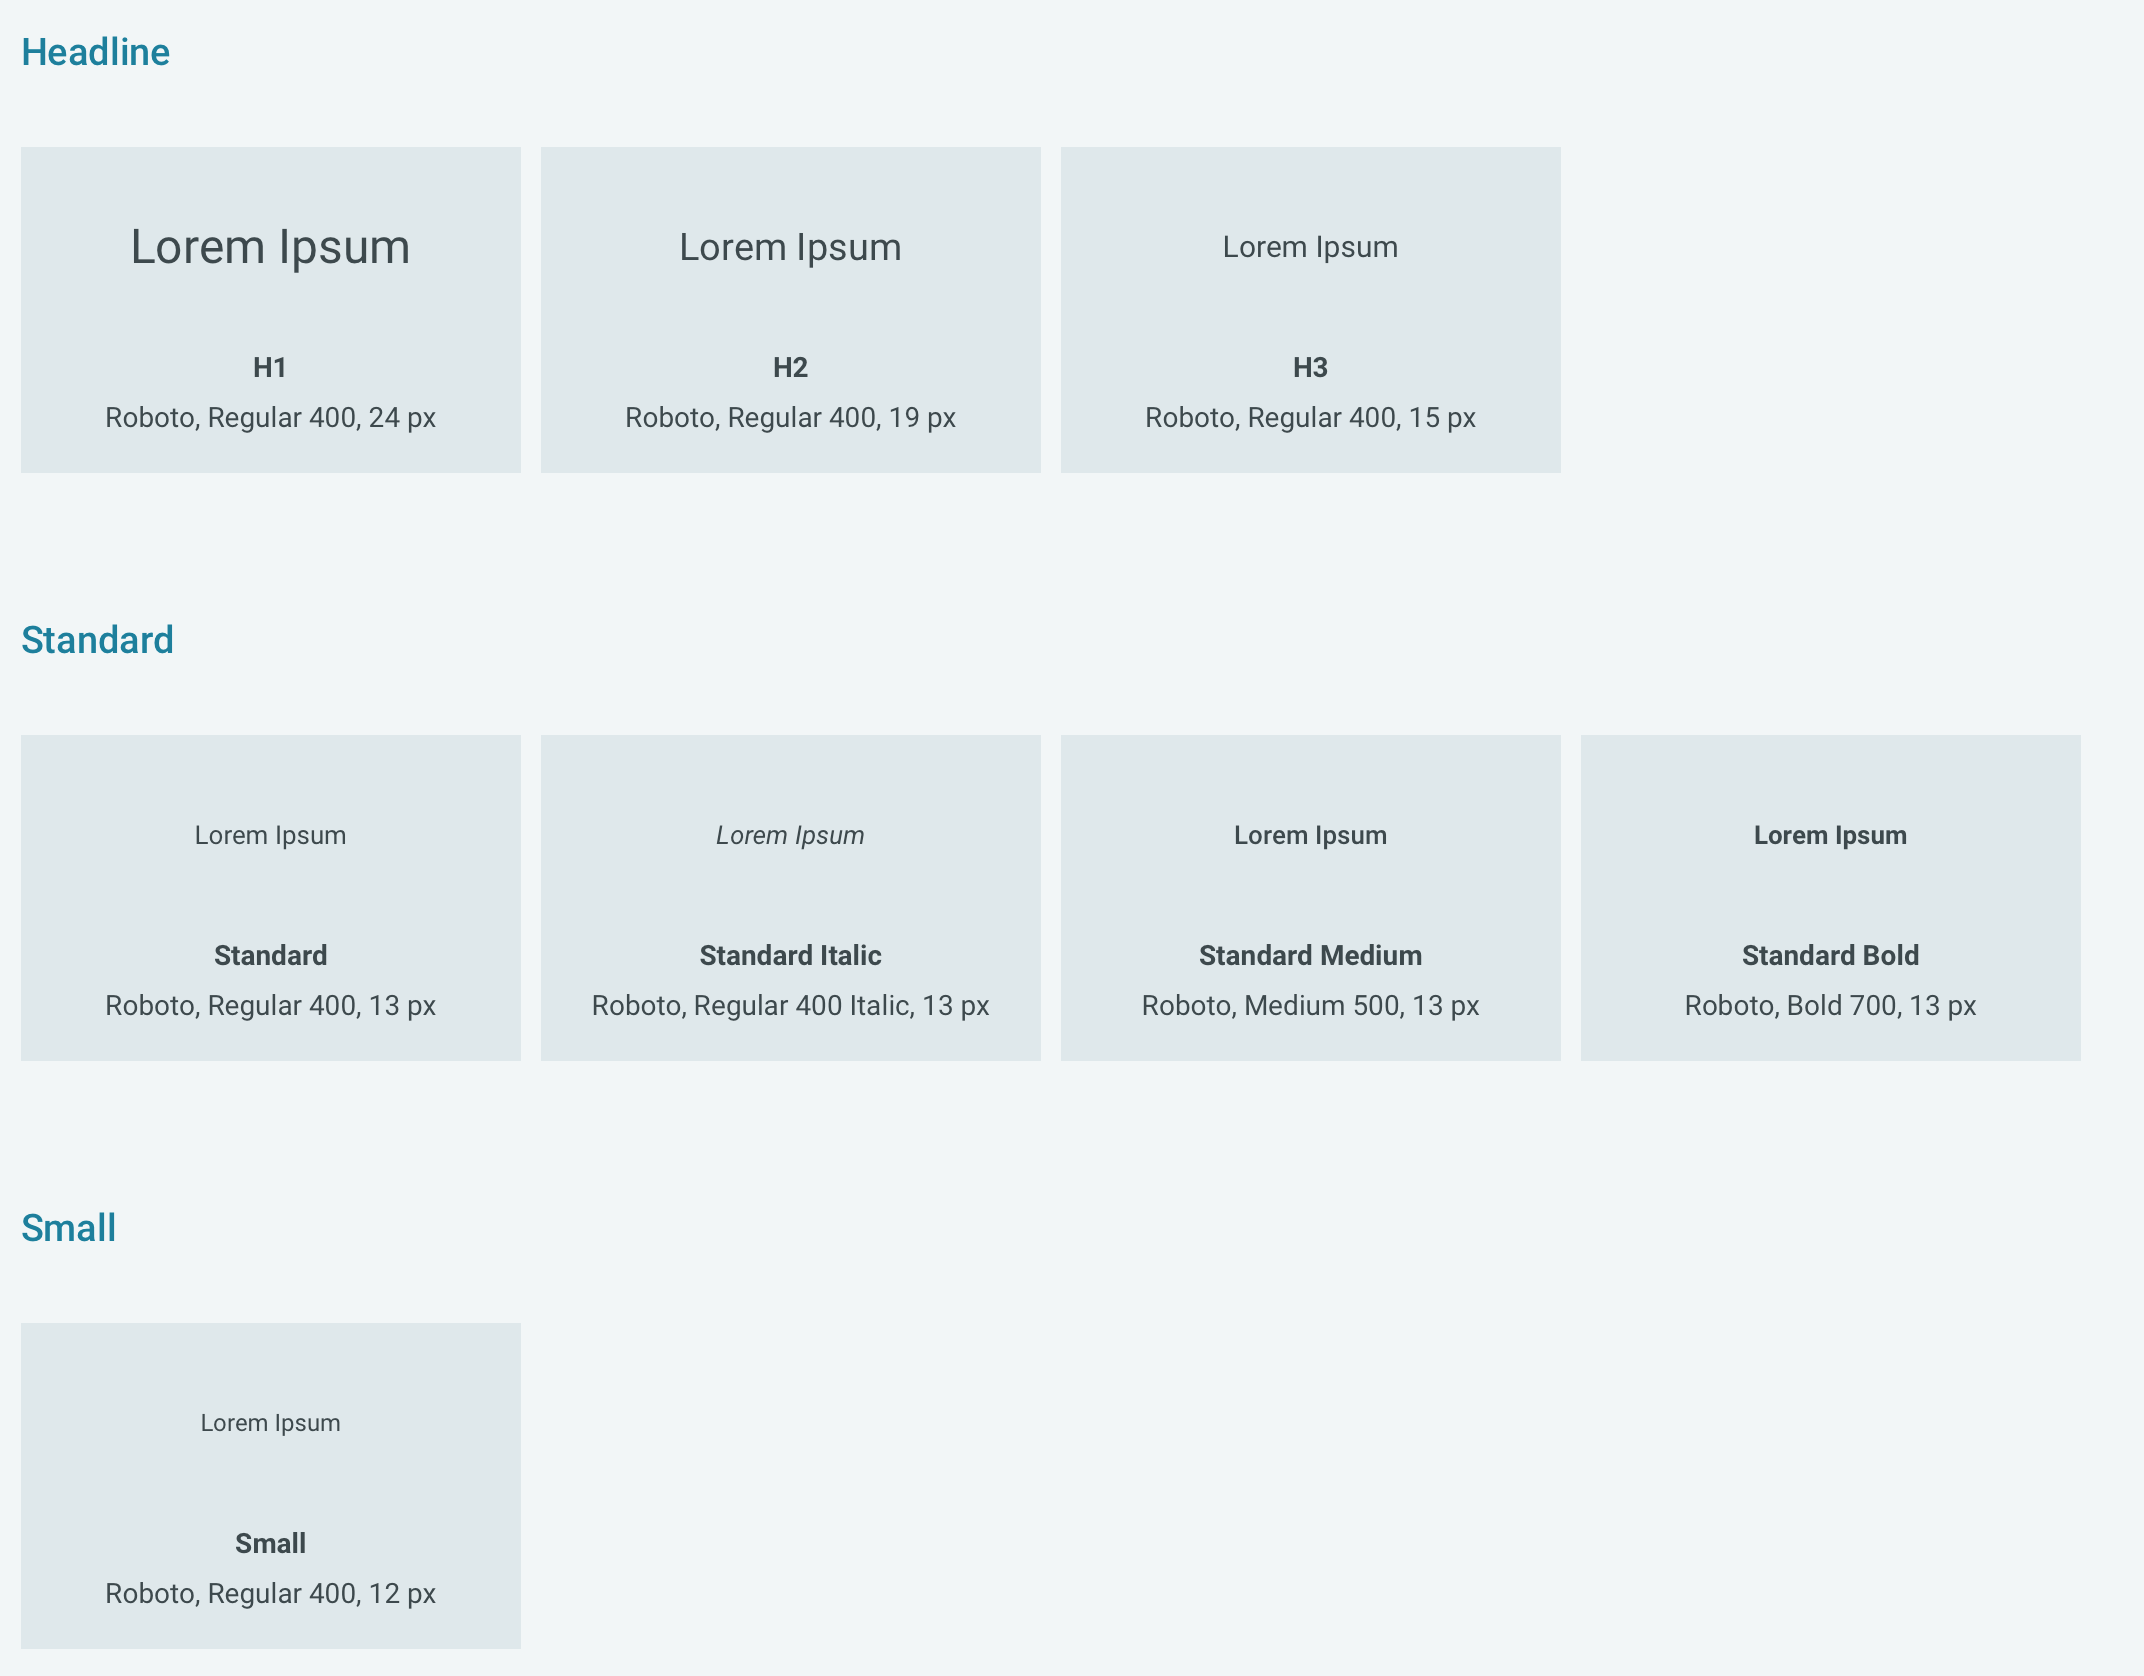 Headline
Lorem Ipsum
Lorem Ipsum
Lorem Ipsum
H1
H2
H3
Roboto, Regular 400, 24 px
Roboto, Regular 400, 19 px
Roboto, Regular 400, 15 px
Standard
Lorem Ipsum
Lorem Ipsum
Lorem Ipsum
Lorem Ipsum
Standard
Standard Italic
Standard Medium
Standard Bold
Roboto, Regular 400, 13 px
Roboto, Regular 400 Italic, 13 px
Roboto, Medium 500, 13 px
Roboto, Bold 700, 13 px
Small
Lorem Ipsum
Small
Roboto, Regular 400, 12 px